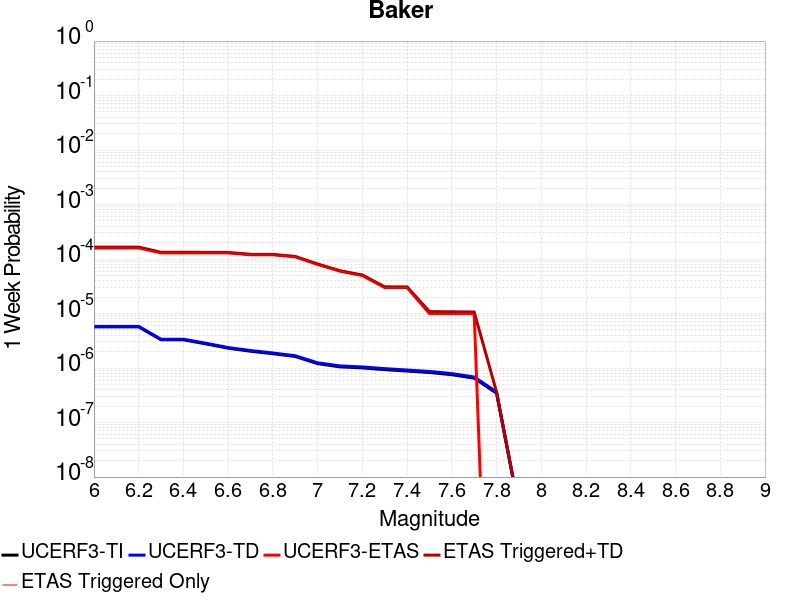 Baker
10^0
10^-1
10^-2
10^-3
10^-4
10^-5
10^-6
10^-7
10^-8
1 Week Probability
6 6.2 6.4 6.6 6.8 7 7.2 7.4 7.6 7.8 8 8.2 8.4 8.6 8.8 9
Magnitude
UCERF3-TI UCERF3-TD UCERF3-ETAS ETAS Triggered+TD
ETAS Triggered Only